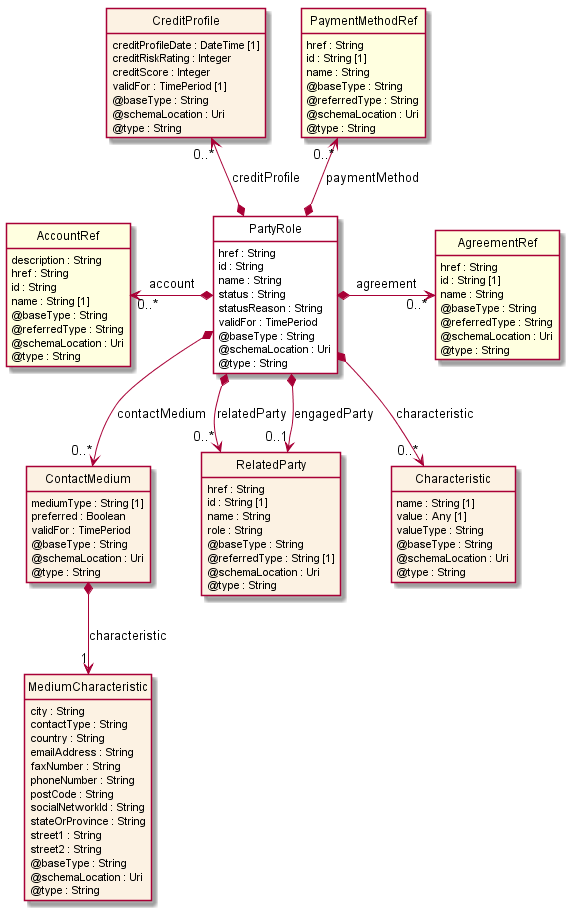 CreditProfile
creditProfileDate : DateTime [1]
creditRiskRating : Integer
creditScore : Integer
validFor : TimePeriod [1]
@baseType : String
@schemaLocation : Uri
@type : String
PaymentMethodRef
href : String
id : String [1]
name : String
@baseType : String
@referredType : String
@schemaLocation : Uri
@type : String
0..*
0..*
creditProfile
paymentMethod
AccountRef
description : String
href : String
id : String
name : String [1]
@baseType : String
@referredType : String
@schemaLocation : Uri
@type : String
account
0..*
PartyRole
href : String
id : String
name : String
status : String
statusReason : String
validFor : TimePeriod
@baseType : String
@schemaLocation : Uri
@type : String
agreement
0..*
AgreementRef
href : String
id : String [1]
name : String
@baseType : String
@referredType : String
@schemaLocation : Uri
@type : String
contactMedium
relatedParty
engagedParty
characteristic
0..*
0..*
0..1
0..*
ContactMedium
mediumType : String [1]
preferred : Boolean
validFor : TimePeriod
@baseType : String
@schemaLocation : Uri
@type : String
RelatedParty
href : String
id : String [1]
name : String
role : String
@baseType : String
@referredType : String [1]
@schemaLocation : Uri
@type : String
Characteristic
name : String [1]
value : Any [1]
valueType : String
@baseType : String
@schemaLocation : Uri
@type : String
characteristic
1
MediumCharacteristic
city : String
contactType : String
country : String
emailAddress : String
faxNumber : String
phoneNumber : String
postCode : String
socialNetworkId : String
stateOrProvince : String
street1 : String
street2 : String
@baseType : String
@schemaLocation : Uri
@type : String